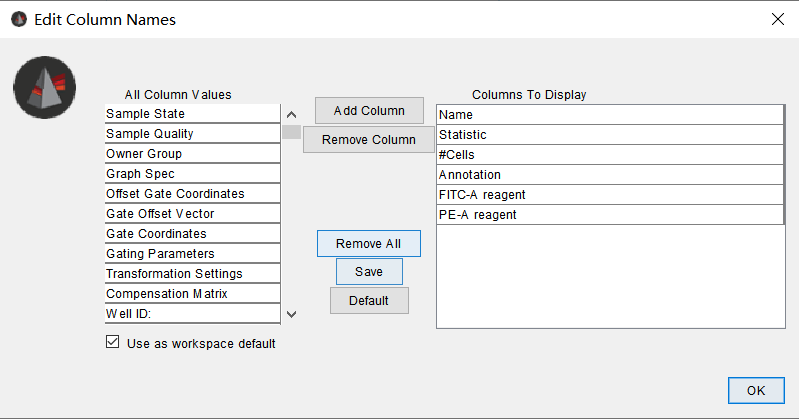 Edit Column Names
All Column Values
Sample State
Sample Quality
Owner Group
Graph Spec
Offset Gate Coordinates
Gate Offset Vector
Gate Coordinates
Gating Parameters
Transformation Settings
Compensation Matrix
Well ID:
Use as workspace default
Add Column
Remove Column
Remove All
Save
Default
Columns To Display
Name
Statistic
#Cells
Annotation
FITC-A reagent
PE-A reagent
OK